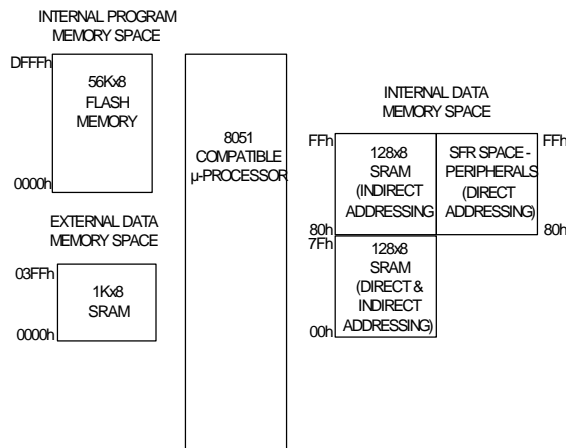 INTERNAL PROGRAM
MEMORY SPACE
DFFFh
56Kx8
FLASH
MEMORY
0000h
EXTERNAL DATA
MEMORY SPACE
03FFh
1Kx8
SRAM
0000h
8051
COMPATIBLE
µ-PROCESSOR
INTERNAL DATA
MEMORY SPACE
FFh
128x8
SRAM
(INDIRECT
ADDRESSING
80h
SFR SPACE -
PERIPHERALS
(DIRECT
ADDRESSING)
FFh
80h
7Fh
128x8
SRAM
(DIRECT &
INDIRECT
ADDRESSING)
00h